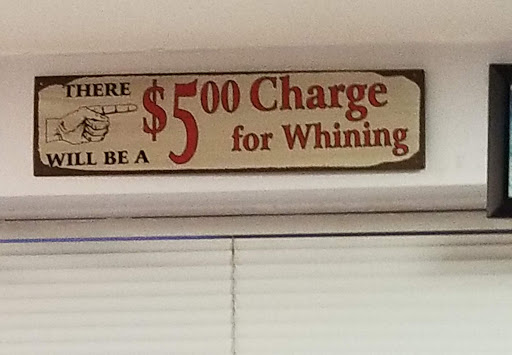 THERE
WILL BE A
$5.00 Charge
for Whining